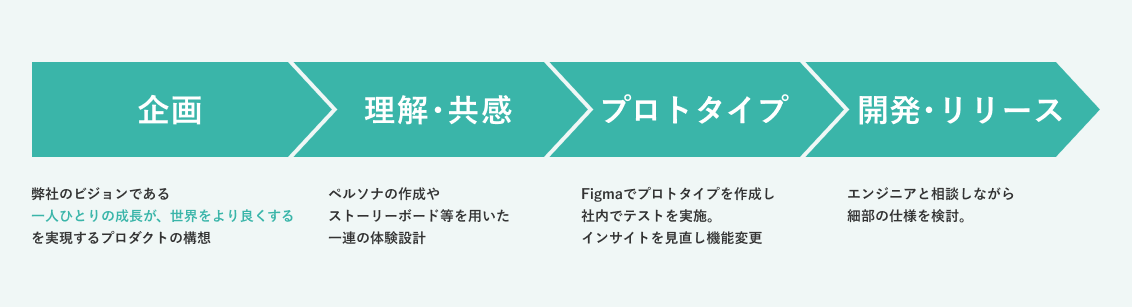 企画
理解・共感
プロトタイプ
開発・リリース
弊社のビジョンである
一人ひとりの成長が、世界をより良くする
を実現するプロダクトの構想
ペルソナの作成や
ストーリーボード等を用いた
一連の体験設計
Figmaでプロトタイプを作成し
社内でテストを実施。
インサイトを見直し機能変更
エンジニアと相談しながら
細部の仕様を検討。